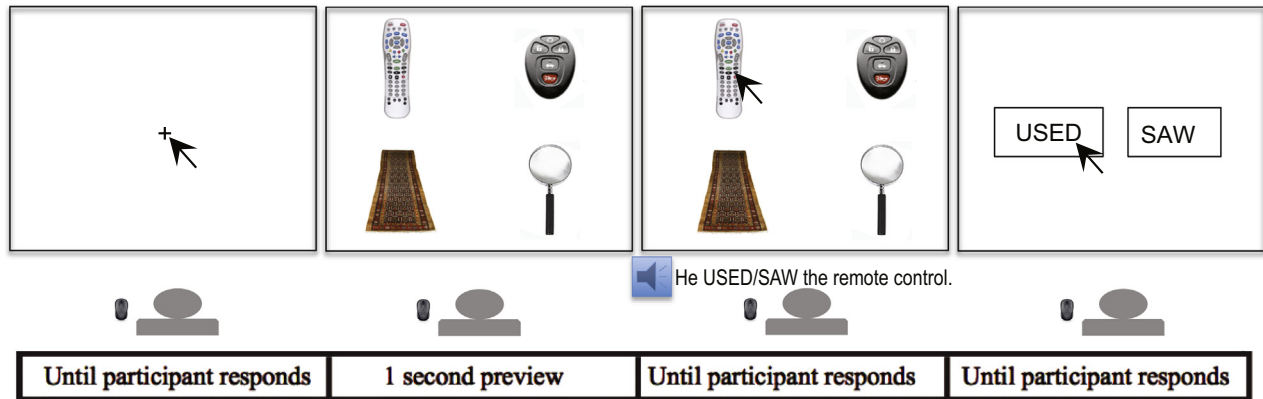 USED
SAW
He USED/SAW the remote control.
Until participant responds
1 second preview
Until participant responds
Until participant responds